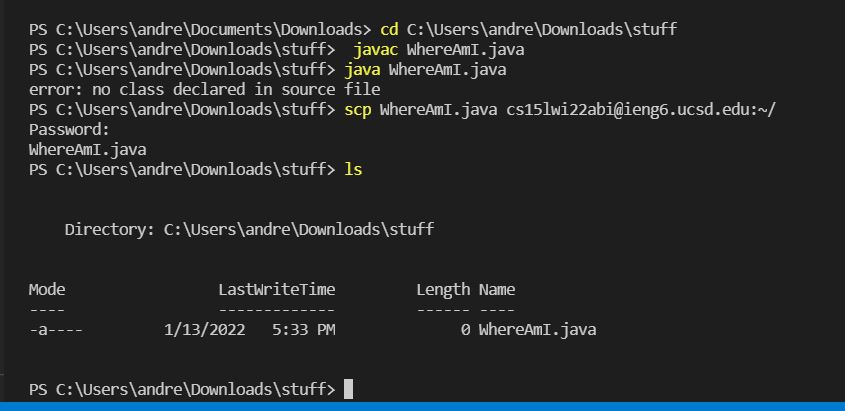 PS C:\Users\andre\Documents\Downloads> cd C:\Users\andre\Downloads\stuff
PS C:\Users\andre\Downloads\stuff>  javac WhereAmI.java
PS C:\Users\andre\Downloads\stuff> java WhereAmI.java
error: no class declared in source file
PS C:\Users\andre\Downloads\stuff> scp WhereAmI.java cs15lwi22abi@ieng6.ucsd.edu:~/
Password:
WhereAmI.java
PS C:\Users\andre\Downloads\stuff> ls
Directory: C:\Users\andre\Downloads\stuff
Mode                 LastWriteTime         Length Name
----                 -------------         ------ ----
-a----         1/13/2022   5:33 PM              0 WhereAmI.java
PS C:\Users\andre\Downloads\stuff>